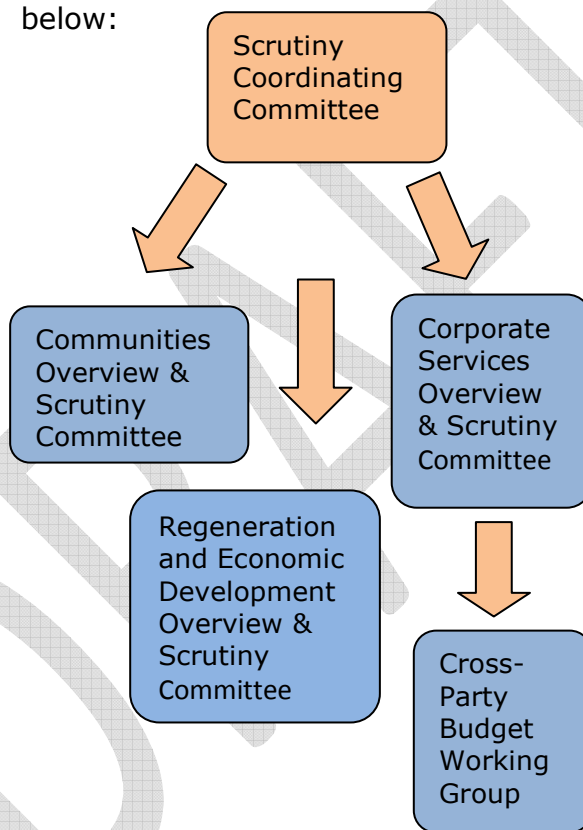 below:
Scrutiny
Coordinating
Committee
Communities
Overview &
Scrutiny
Committee
Corporate
Services
Overview
& Scrutiny
Committee
Regeneration
and Economic
Development
Overview &
Scrutiny
Committee
Cross-
Party
Budget
Working
Group